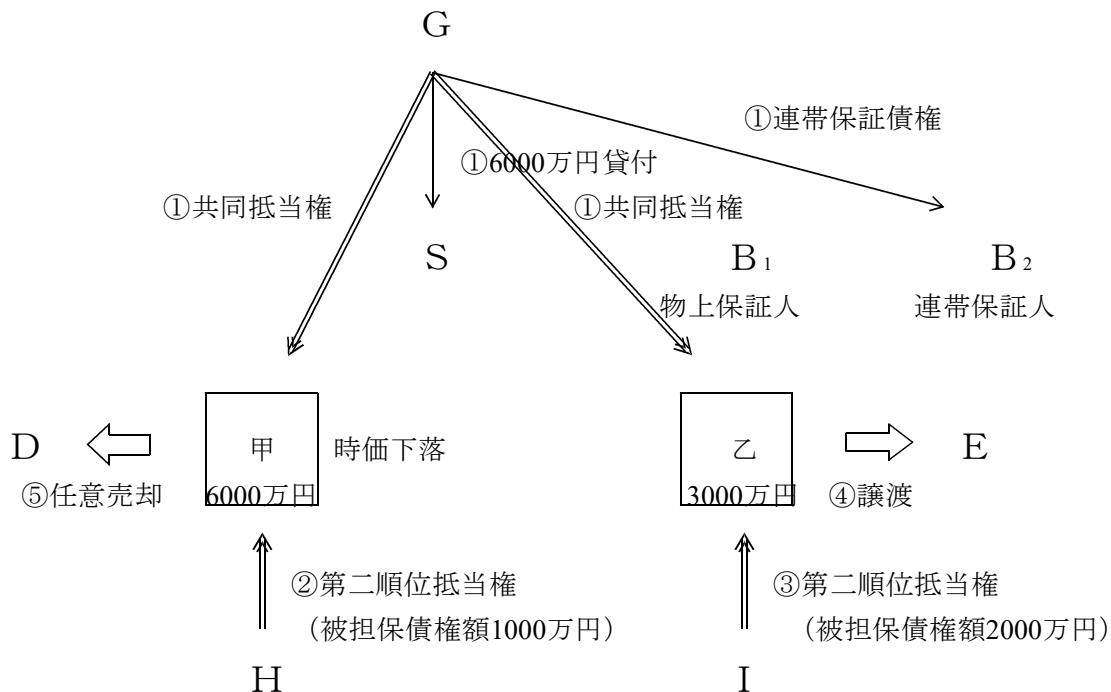 G
①連帯保証債権
①6000万円貸付
①共同抵当権 ①共同抵当権
S B₁ B₂
物上保証人 連帯保証人
D 甲 時価下落 乙 E
⑤任意売却 6000万円 3000万円 ④譲渡
②第二順位抵当権 ③第二順位抵当権
（被担保債権額1000万円） （被担保債権額2000万円）
H I